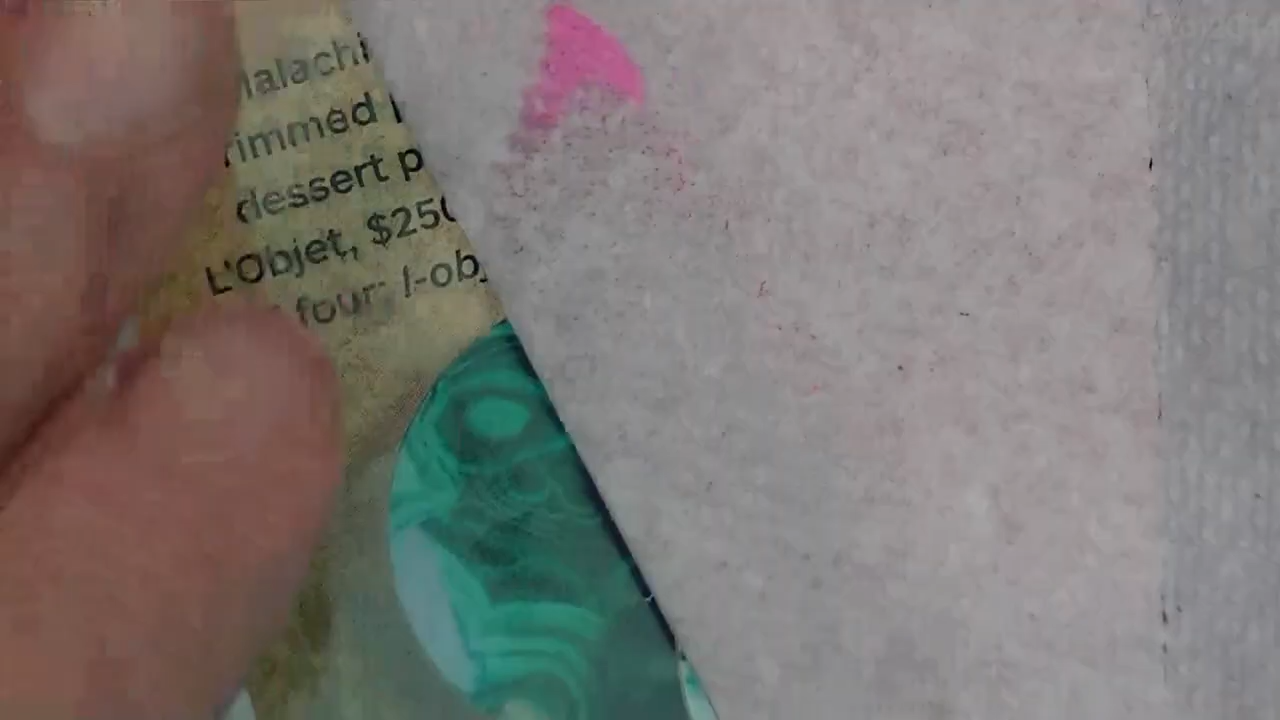 Malachi
rimmed
dessert p
L'Objet, $250
four; l-obj